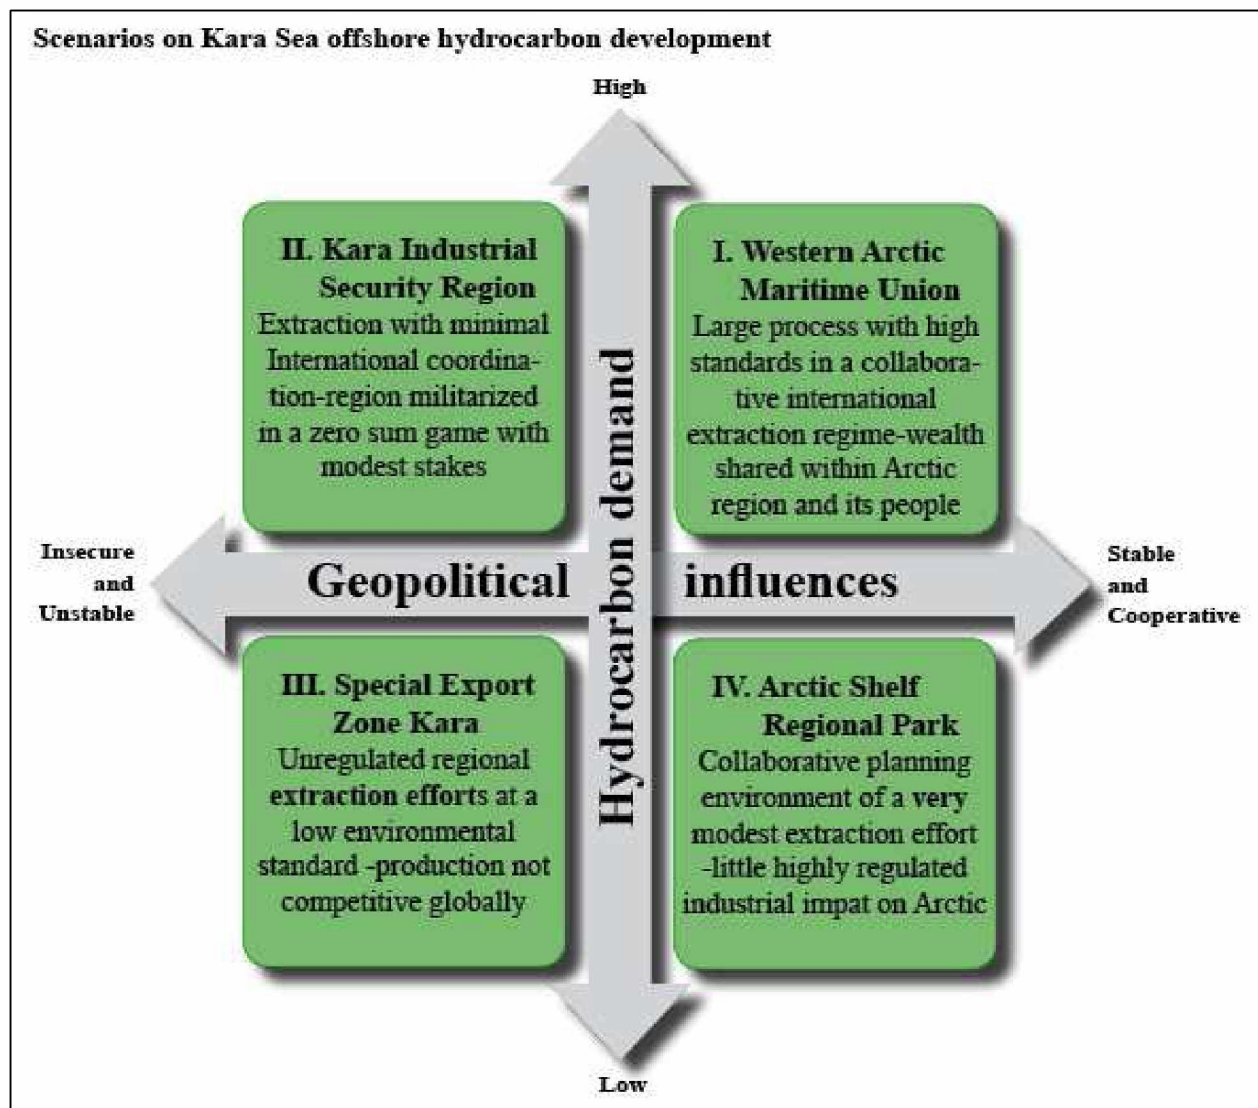 Scenarios on Kara Sea offshore hydrocarbon development
High
II. Kara Industrial
Security Region
Extraction with minimal
International coordina-
tion-region militarized
in a zero sum game with
modest stakes
I. Western Arctic
Maritime Union
Large process with high
standards in a collabora-
tive international
extraction regime-wealth
shared within Arctic
region and its people
Hydrocarbon demand
Insecure
and
Unstable
Geopolitical influences
Stable
and
Cooperative
III. Special Export
Zone Kara
Unregulated regional
extraction efforts at a
low environmental
standard -production not
competitive globally
IV. Arctic Shelf
Regional Park
Collaborative planning
environment of a very
modest extraction effort
-little highly regulated
industrial impat on Arctic
Low